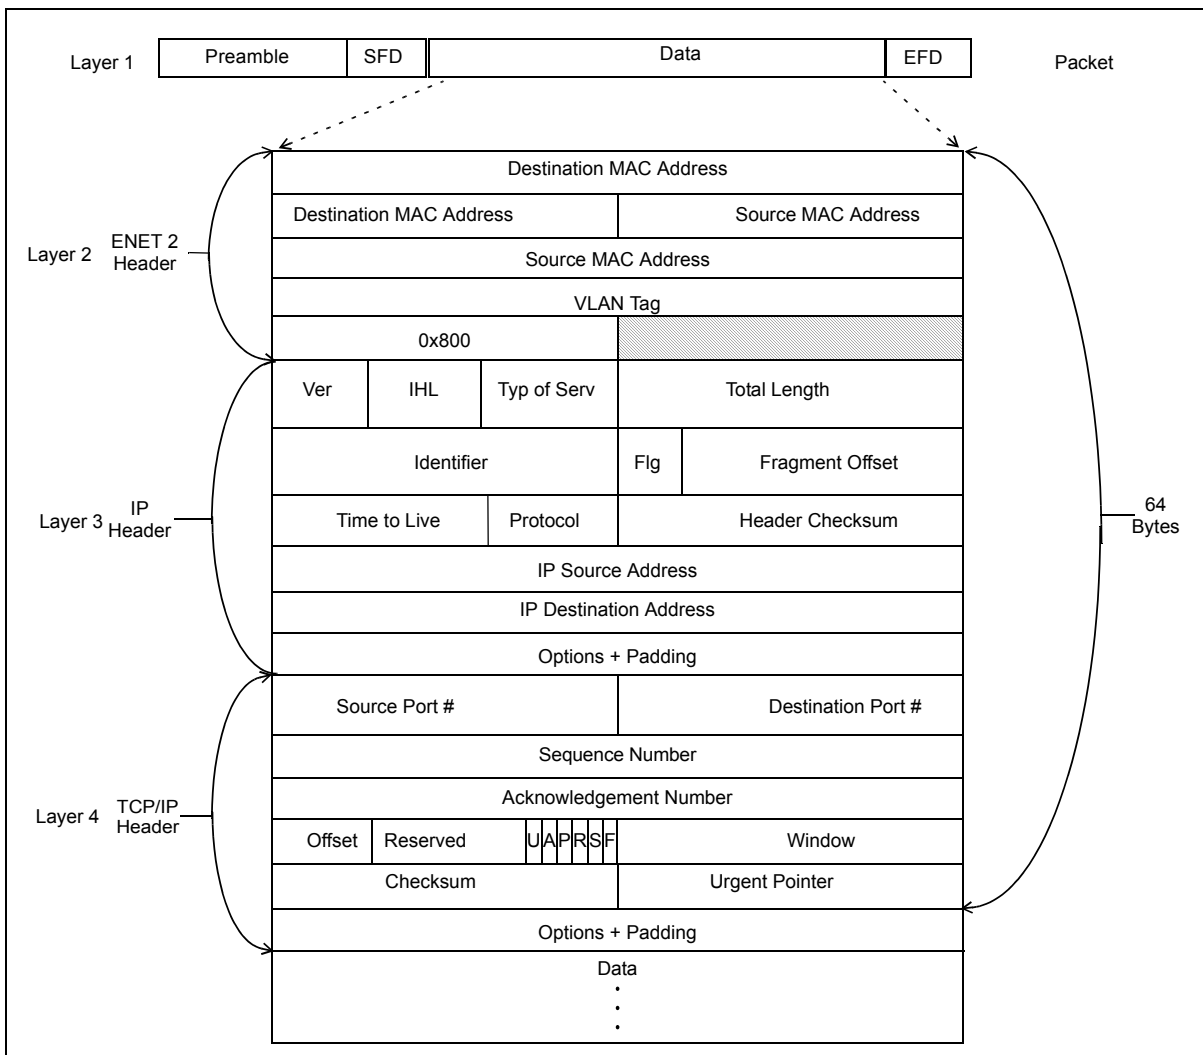 Layer 1 Preamble SFD Data EFD Packet
Destination MAC Address
Destination MAC Address Source MAC Address
Layer 2 ENET 2 Header
Source MAC Address
VLAN Tag
0x800
Ver IHL Typ of Serv Total Length
Identifier Flg Fragment Offset
Layer 3 IP Header
Time to Live Protocol Header Checksum
64 Bytes
IP Source Address
IP Destination Address
Options + Padding
Source Port # Destination Port #
Sequence Number
Acknowledgement Number
Layer 4 TCP/IP Header
Offset Reserved U A P R S F Window
Checksum Urgent Pointer
Options + Padding
Data